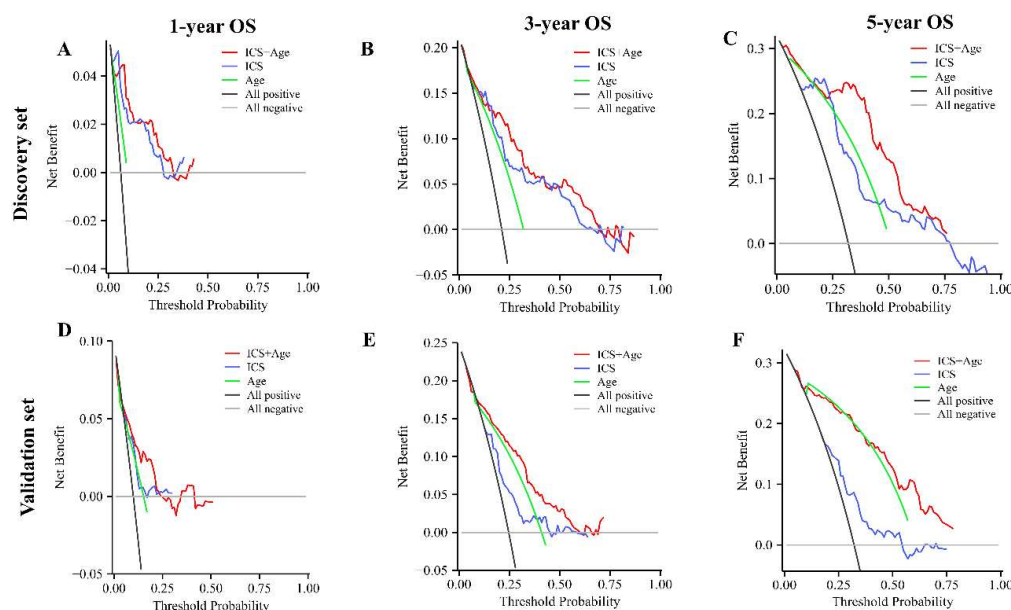 1-year OS
3-year OS
5-year OS
Discovery set
A
ICS+Age
ICS
Age
All positive
All negative
Net Benefit
0.04
0.02
0.00
−0.02
−0.04
0.00
0.25
0.50
0.75
1.00
Threshold Probability
B
ICS+Age
ICS
Age
All positive
All negative
Net Benefit
0.20
0.15
0.10
0.05
0.00
−0.05
0.00
0.25
0.50
0.75
1.00
Threshold Probability
C
ICS+Age
ICS
Age
All positive
All negative
Net Benefit
0.3
0.2
0.1
0.0
0.00
0.25
0.50
0.75
1.00
Threshold Probability
Validation set
D
ICS+Age
ICS
Age
All positive
All negative
Net Benefit
0.10
0.05
0.00
−0.05
0.00
0.25
0.50
0.75
1.00
Threshold Probability
E
ICS+Age
ICS
Age
All positive
All negative
Net Benefit
0.25
0.20
0.15
0.10
0.05
0.00
−0.05
0.00
0.25
0.50
0.75
1.00
Threshold Probability
F
ICS+Age
ICS
Age
All positive
All negative
Net Benefit
0.3
0.2
0.1
0.0
0.00
0.25
0.50
0.75
1.00
Threshold Probability